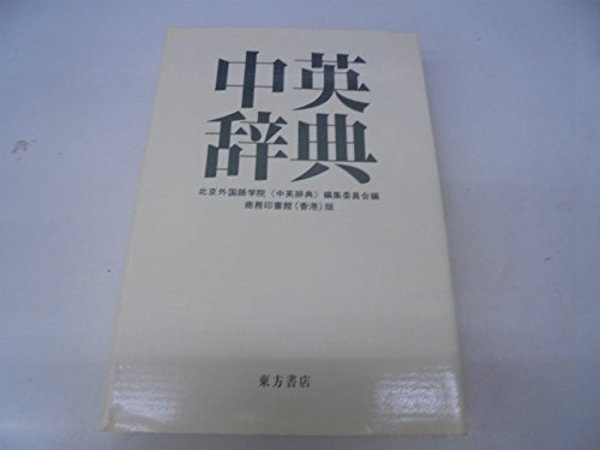 中英
辞典
北京外国語学院〈中英辞典〉編集委員会編
商務印書館(香港)版
東方書店